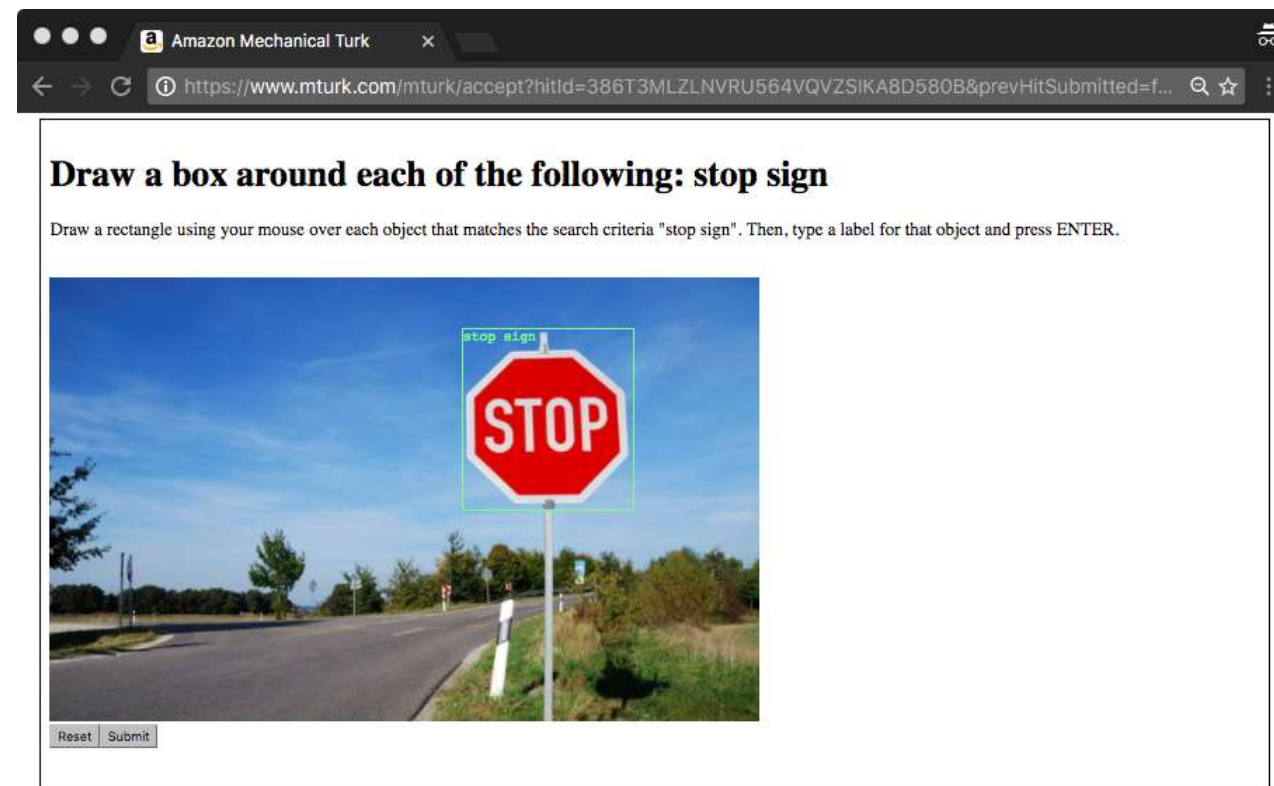 Amazon Mechanical Turk
https://www.mturk.com/mturk/accept?hitId=386T3MLZLNVRU564VQVZSIKA8D580B&prevHitSubmitted=f...
Draw a box around each of the following: stop sign
Draw a rectangle using your mouse over each object that matches the search criteria "stop sign". Then, type a label for that object and press ENTER.
stop sign
STOP
Reset Submit